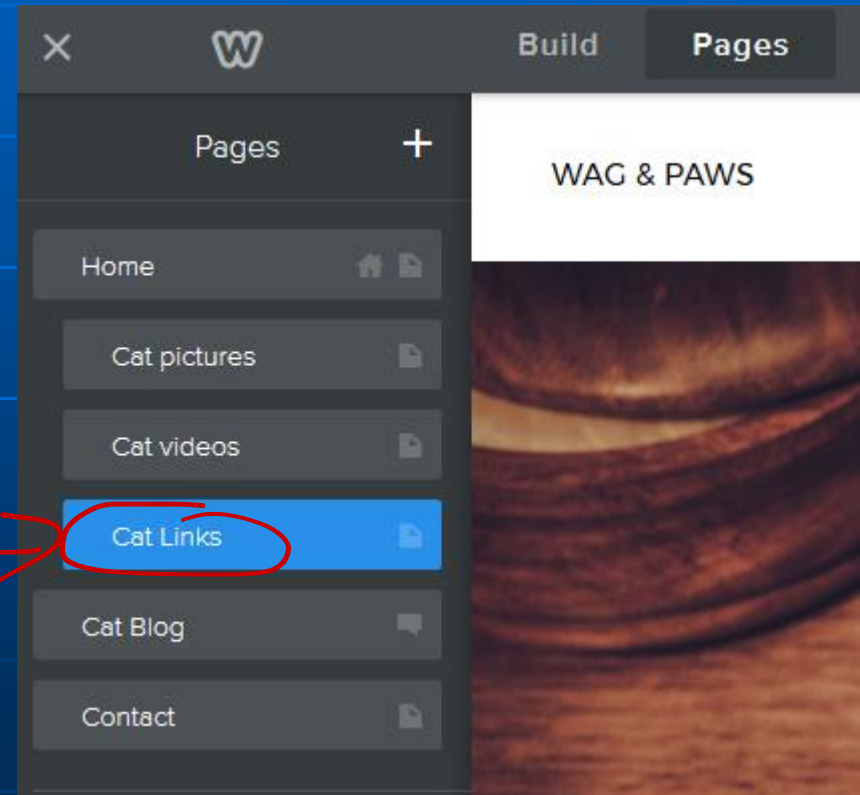 Build Pages
Pages +
WAG & PAWS
Home
Cat pictures
Cat videos
Cat Links
Cat Blog
Contact